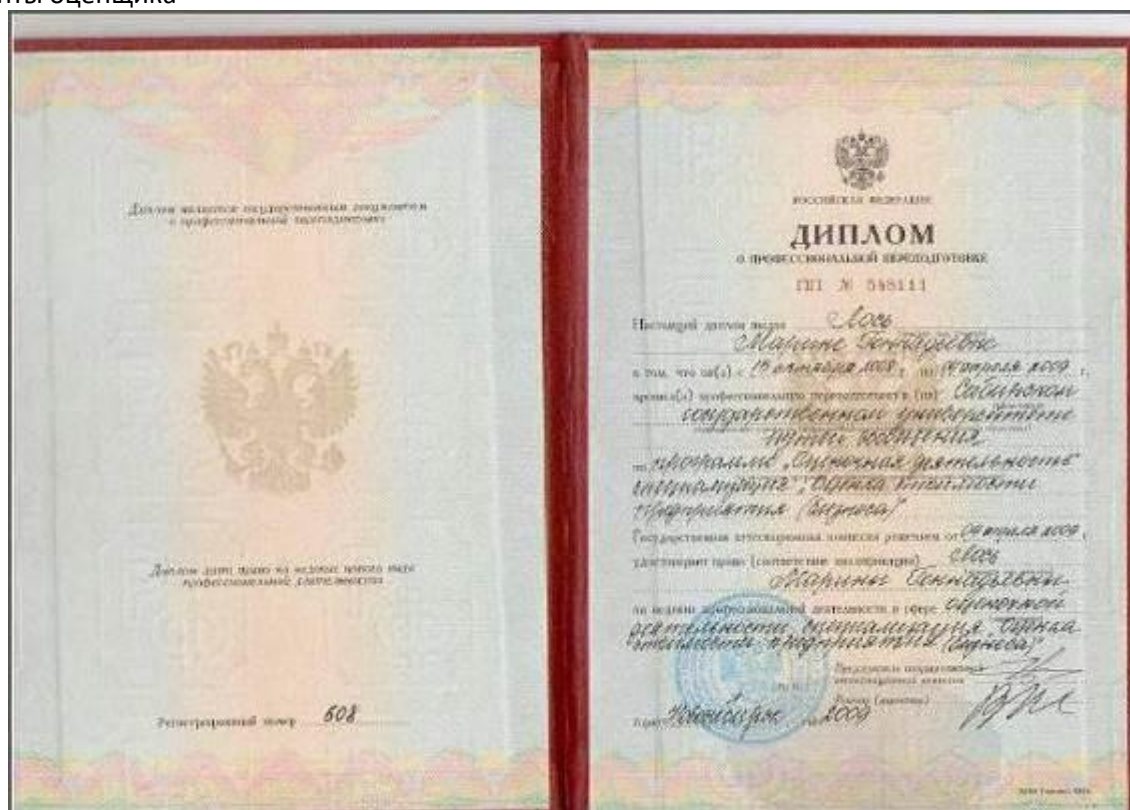 нты оценщика
Диплом является государственным документом
о профессиональной переподготовке
Диплом дает право на ведение нового вида
профессиональной деятельности
Регистрационный номер 608
РОССИЙСКАЯ ФЕДЕРАЦИЯ
ДИПЛОМ
О ПРОФЕССИОНАЛЬНОЙ ПЕРЕПОДГОТОВКЕ
ПП № 548111
Настоящий диплом выдан Лось
Марине Геннадьевне
в том, что он(а) с октября 2008 г. по апреля 2009 г.
прошел(а) профессиональную переподготовку в (на) Сибирском
государственном университете
путей сообщения
по программе „Оценочная деятельность"
специализация „Оценка стоимости
предприятия (бизнеса)"
Государственная аттестационная комиссия решением от апреля 2009
удостоверяет право (соответствие квалификации) Лось
Марины Геннадьевны
на ведение профессиональной деятельности в сфере оценочной
деятельности специализация „Оценка
стоимости предприятия (бизнеса)"
Председатель государственной
аттестационной комиссии
Ректор (директор)
Город Новосибирск 2009